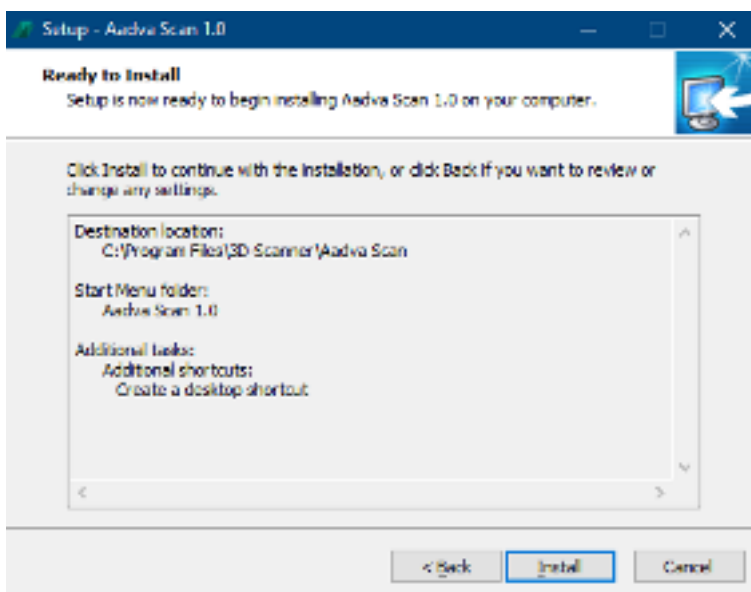 Setup - Aadva Scan 1.0
Ready to Install
Setup is now ready to begin installing Aadva Scan 1.0 on your computer.
Click Install to continue with the installation, or click Back if you want to review or
change any settings.
Destination location:
C:\Program Files\3D Scanner\Aadva Scan
Start Menu folder:
Aadva Scan 1.0
Additional tasks:
Additional shortcuts:
Create a desktop shortcut
< Back
Install
Cancel